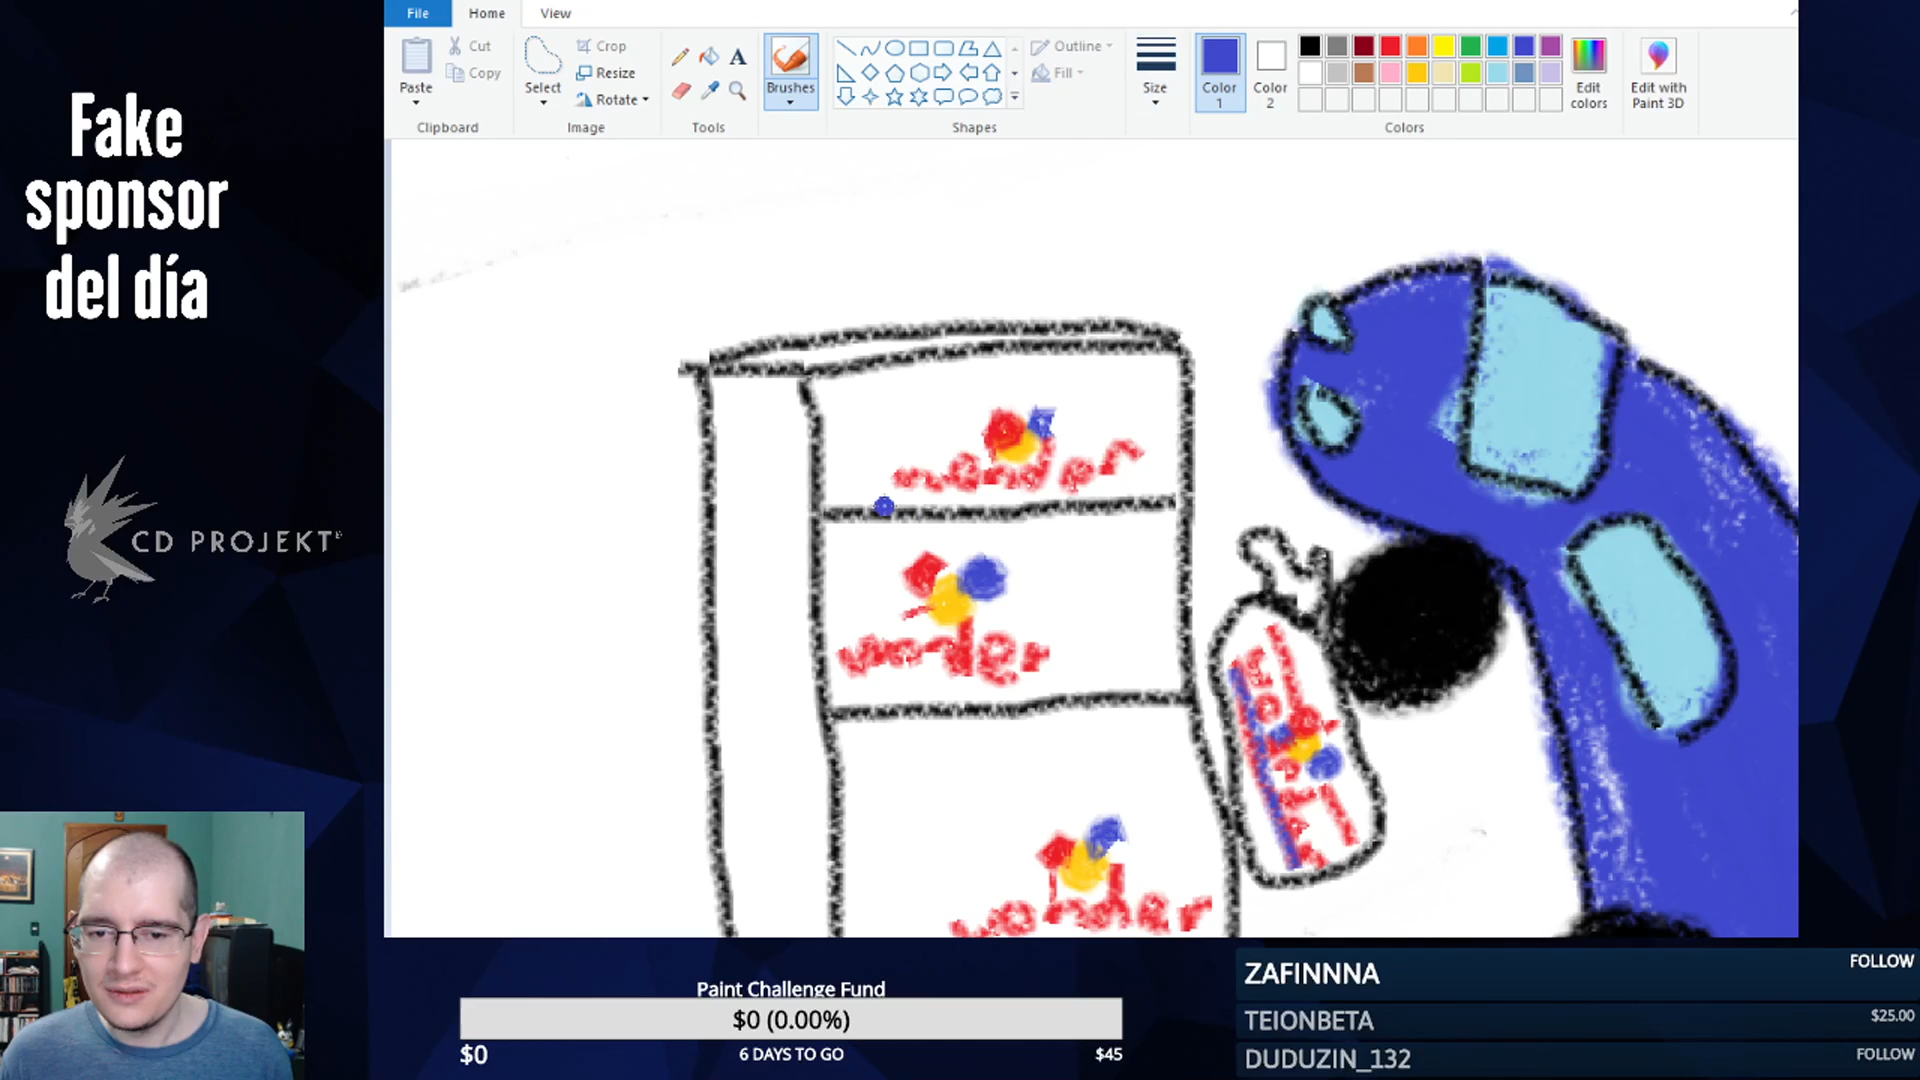 File Home View
Paste
Cut
Copy
Clipboard
Select
Crop
Resize
Rotate
Image
A
Tools
Brushes
Shapes
Outline
Fill
Size
Color
1
Color
2
Edit
colors
Colors
Edit with
Paint 3D
Fake
sponsor
del día
CD PROJEKT
wonder
wonder
wonder
Paint Challenge Fund
$0 (0.00%)
$0 6 DAYS TO GO $45
ZAFINNNA FOLLOW
TEIONBETA $25.00
DUDUZIN_132 FOLLOW